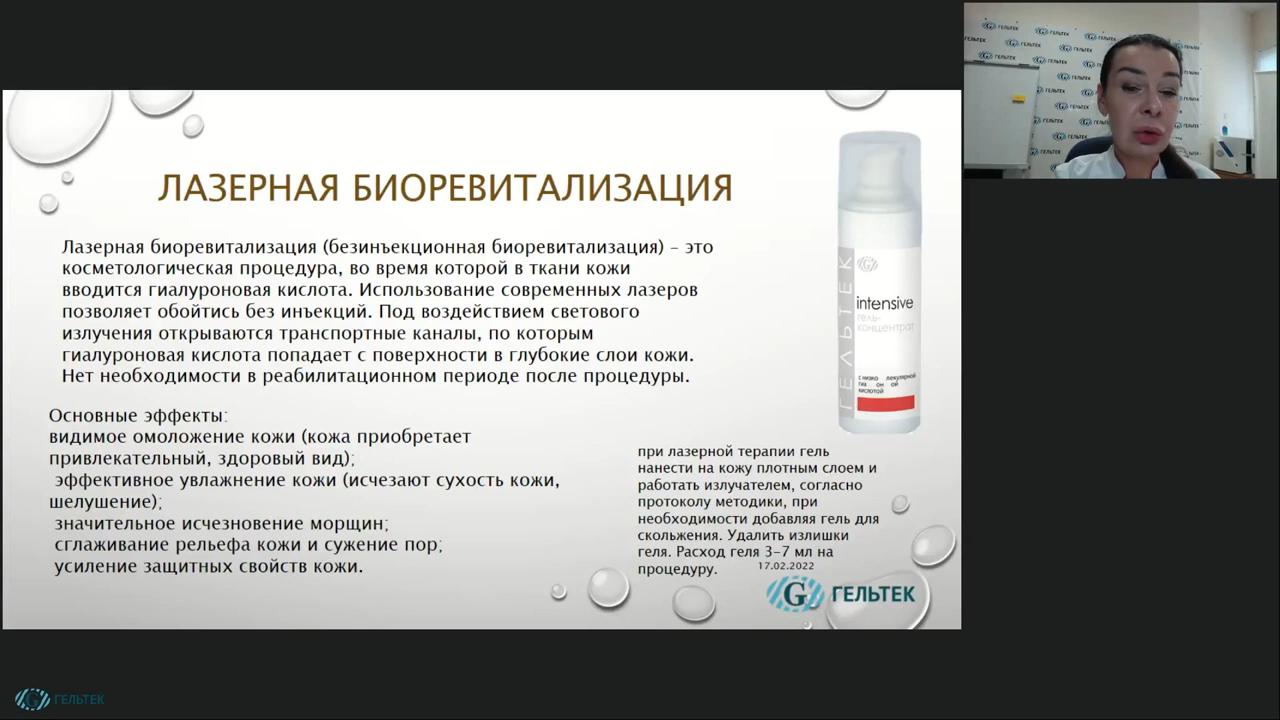 ЛАЗЕРНАЯ БИОРЕВИТАЛИЗАЦИЯ
Лазерная биоревитализация (безинъекционная биоревитализация) – это
косметологическая процедура, во время которой в ткани кожи
вводится гиалуроновая кислота. Использование современных лазеров
позволяет обойтись без инъекций. Под воздействием светового
излучения открываются транспортные каналы, по которым
гиалуроновая кислота попадает с поверхности в глубокие слои кожи.
Нет необходимости в реабилитационном периоде после процедуры.
Основные эффекты:
видимое омоложение кожи (кожа приобретает
привлекательный, здоровый вид);
эффективное увлажнение кожи (исчезают сухость кожи,
шелушение);
значительное исчезновение морщин;
сглаживание рельефа кожи и сужение пор;
усиление защитных свойств кожи.
ГЕЛЬТЕК
intensive
гель-
концентрат
кислотой
при лазерной терапии гель
нанести на кожу плотным слоем и
работать излучателем, согласно
протоколу методики, при
необходимости добавляя гель для
скольжения. Удалить излишки
геля. Расход геля 3-7 мл на
процедуру.
17.02.2022
G ГЕЛЬТЕК
G ГЕЛЬТЕК
ГЕЛЬТЕК
ГЕЛЬТЕК
ГЕЛЬТЕК
ГЕЛЬТЕК